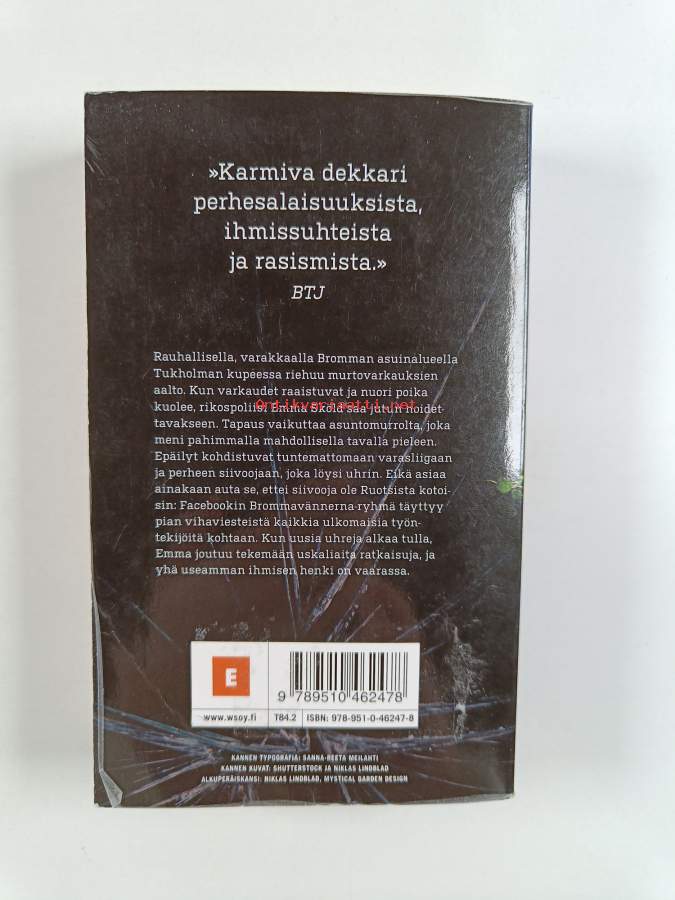 »Karmiva dekkari
perhesalaisuuksista,
ihmissuhteista
ja rasismista.»
BTJ
Rauhallisella, varakkaalla Bromman asuinalueella
Tukholman kupeessa riehuu murtovarkauksien
aalto. Kun varkaudet raaistuvat ja nuori poika
Antikvariaatti.net
kuolee, rikospoliisi Emma Sköld saa jutun hoidet-
tavakseen. Tapaus vaikuttaa asuntomurrolta, joka
meni pahimmalla mahdollisella tavalla pieleen.
Epäilyt kohdistuvat tuntemattomaan varasliigaan
ja perheen siivoojaan, joka löysi uhrin. Eikä asiaa
ainakaan auta se, ettei siivooja ole Ruotsista kotoi-
sin: Facebookin Brommavännerna-ryhmä täyttyy
pian vihaviesteistä kaikkia ulkomaisia työn-
tekijöitä kohtaan. Kun uusia uhreja alkaa tulla,
Emma joutuu tekemään uskaliaita ratkaisuja, ja
yhä useamman ihmisen henki on vaarassa.
E
9 789510 462478
www.wsoy.fi
T84.2
ISBN: 978-951-0-46247-8
KANNEN TYPOGRAFIA: SANNA-REETA MEILAHTI
KANNEN KUVAT: SHUTTERSTOCK JA NIKLAS LINDBLAD
ALKUPERÄISKANSI: NIKLAS LINDBLAD, MYSTICAL GARDEN DESIGN